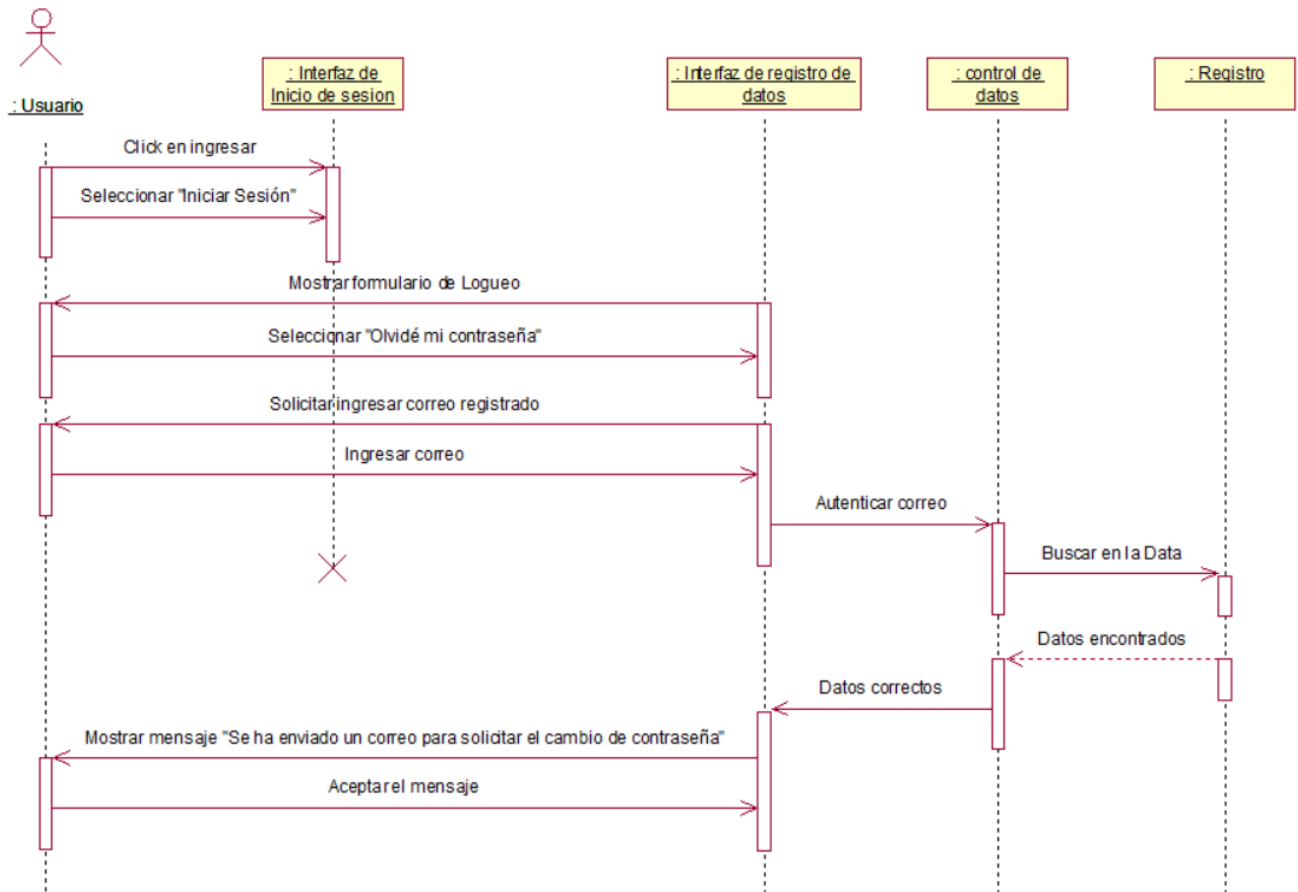 : Usuario
: Interfaz de
Inicio de sesion
: Interfaz de registro de
datos
: control de
datos
: Registro
Click en ingresar
Seleccionar "Iniciar Sesión"
Mostrar formulario de Logueo
Seleccionar "Olvidé mi contraseña"
Solicitar ingresar correo registrado
Ingresar correo
Autenticar correo
Buscar en la Data
Datos encontrados
Datos correctos
Mostrar mensaje "Se ha enviado un correo para solicitar el cambio de contraseña"
Aceptar el mensaje